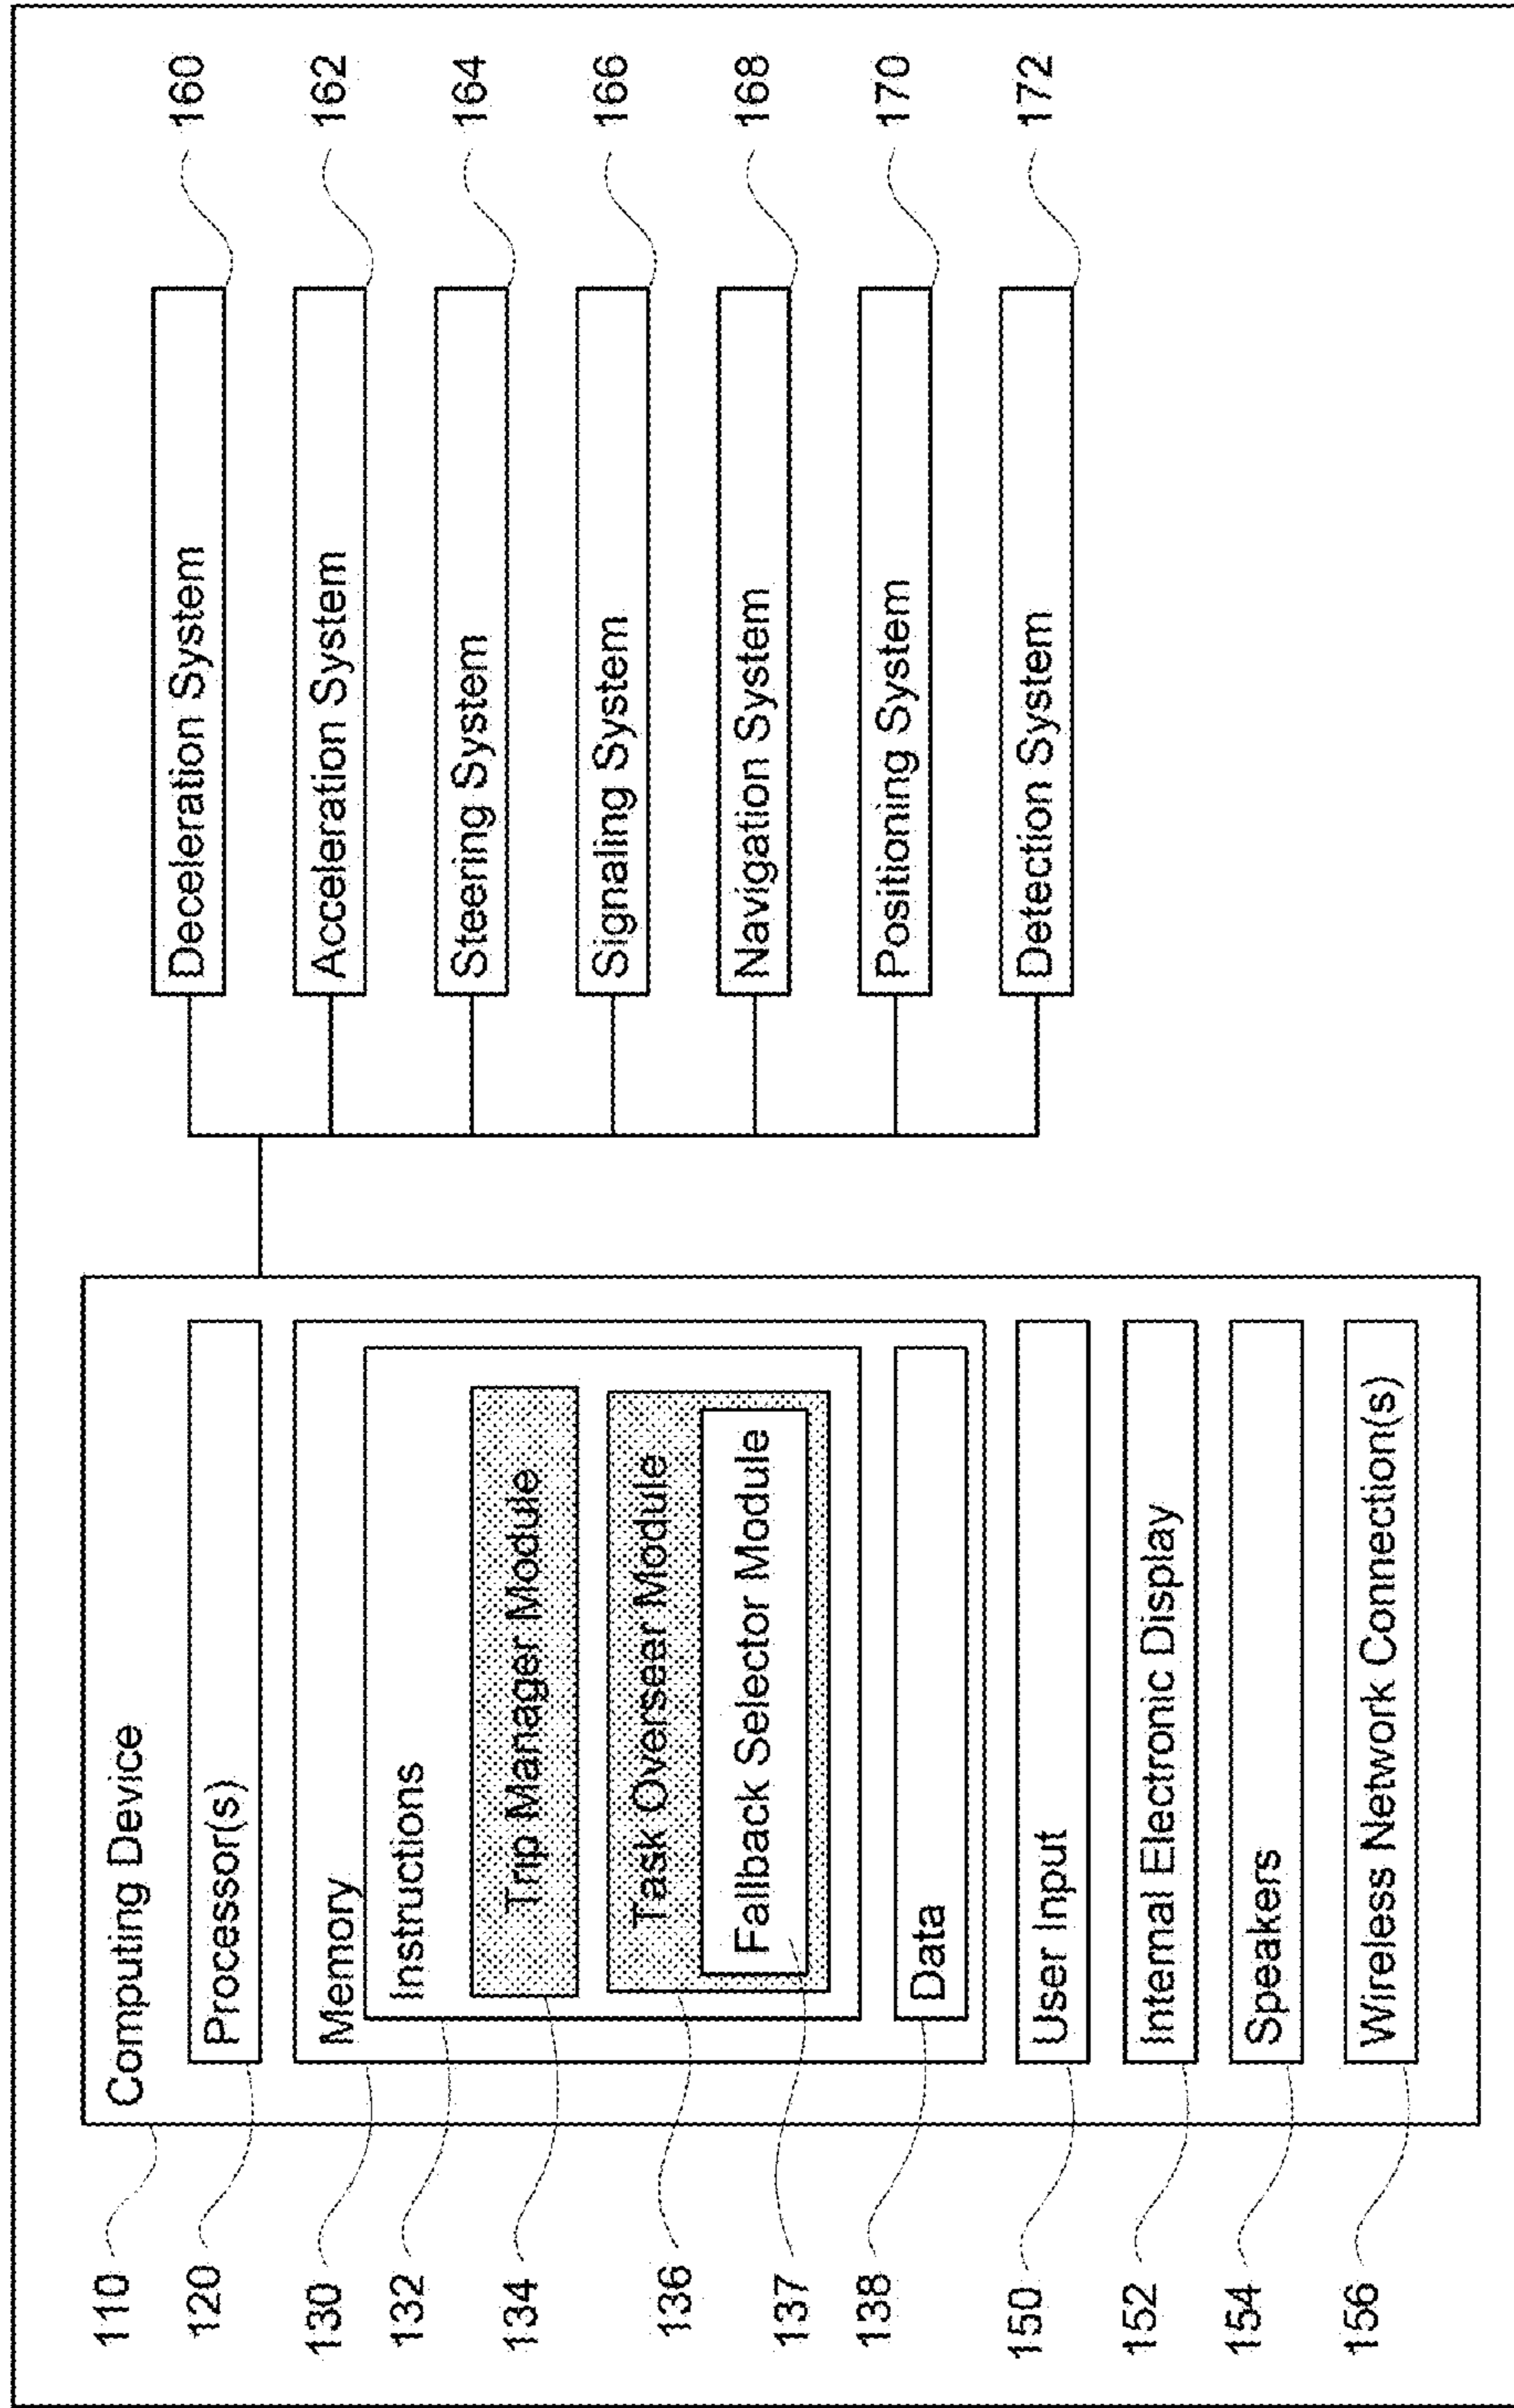 110
Computing Device
120
Processor(s)
130
Memory
132
Instructions
134
Trip Manager Module
136
Task Overseer Module
137
Fallback Selector Module
138
Data
150
User Input
152
Internal Electronic Display
154
Speakers
156
Wireless Network Connection(s)
Deceleration System
160
Acceleration System
162
Steering System
164
Signaling System
166
Navigation System
168
Positioning System
170
Detection System
172